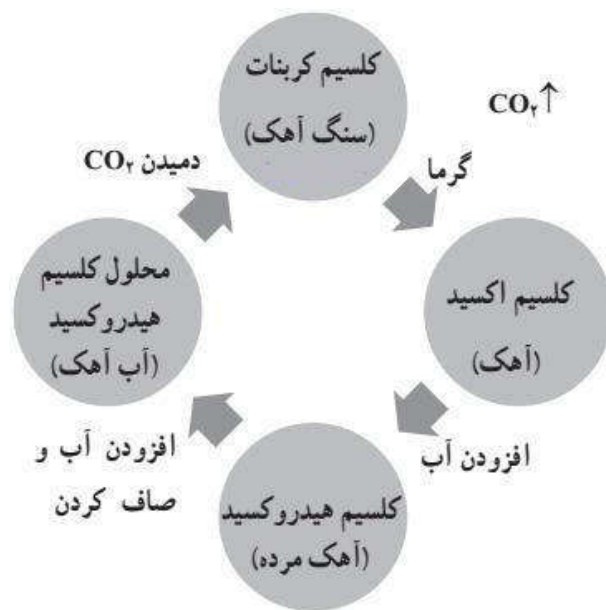 کلسیم کربنات
(سنگ آهک)
CO₂↑
گرما
کلسیم اکسید
(آهک)
افزودن آب
کلسیم هیدروکسید
(آهک مرده)
افزودن آب و
صاف کردن
محلول کلسیم
هیدروکسید
(آب آهک)
دمیدن CO₂